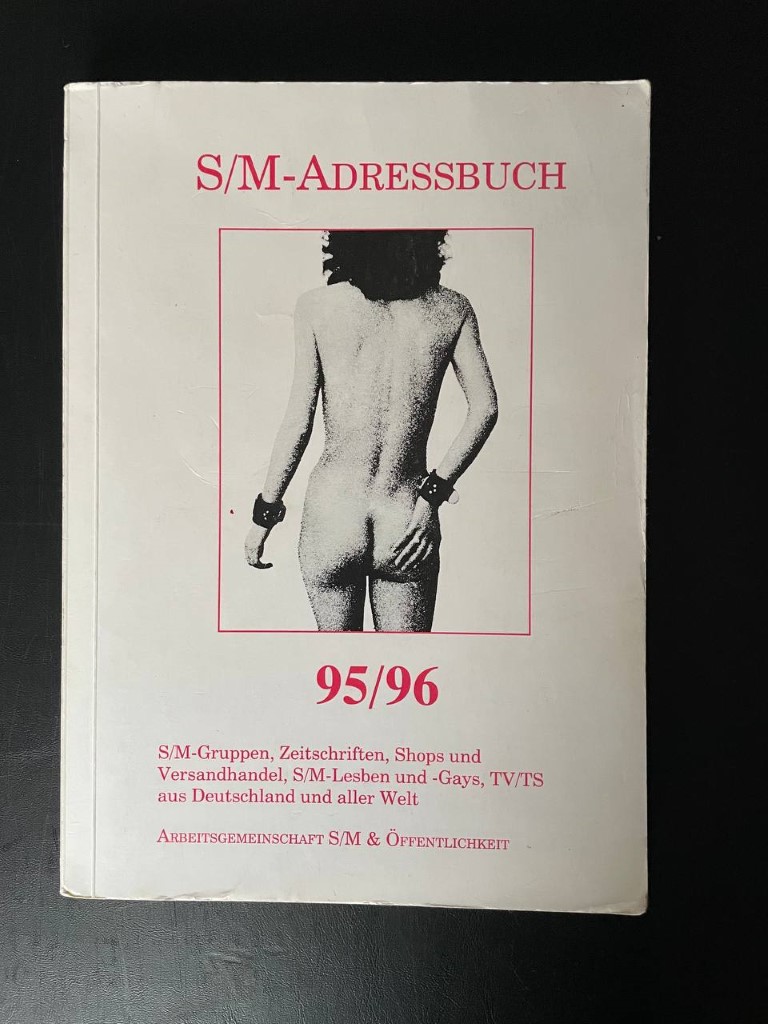 S/M-ADRESSBUCH
95/96
S/M-Gruppen, Zeitschriften, Shops und
Versandhandel, S/M-Lesben und -Gays, TV/TS
aus Deutschland und aller Welt
ARBEITSGEMEINSCHAFT S/M & ÖFFENTLICHKEIT